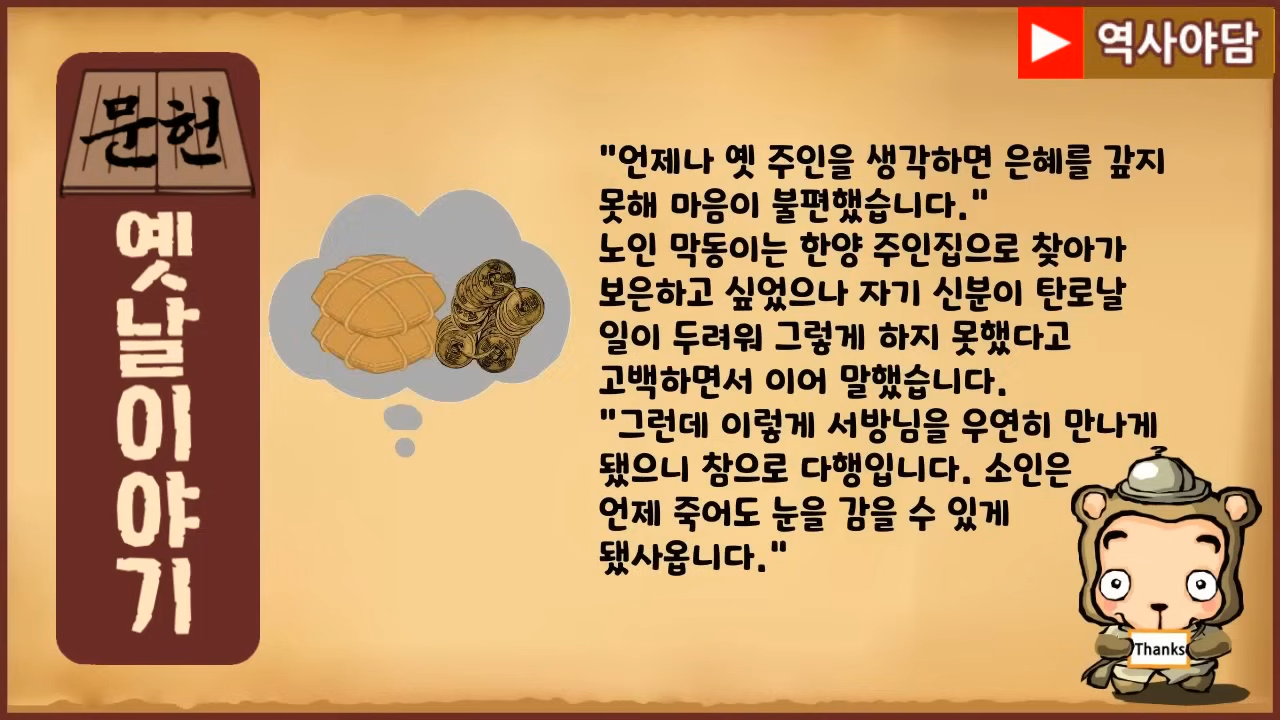 역사야담
문헌
옛날이야기
"언제나 옛 주인을 생각하면 은혜를 갚지
못해 마음이 불편했습니다."
노인 막동이는 한양 주인집으로 찾아가
보은하고 싶었으나 자기 신분이 탄로날
일이 두려워 그렇게 하지 못했다고
고백하면서 이어 말했습니다.
"그런데 이렇게 서방님을 우연히 만나게
됐으니 참으로 다행입니다. 소인은
언제 죽어도 눈을 감을 수 있게
됐사옵니다."
Thanks